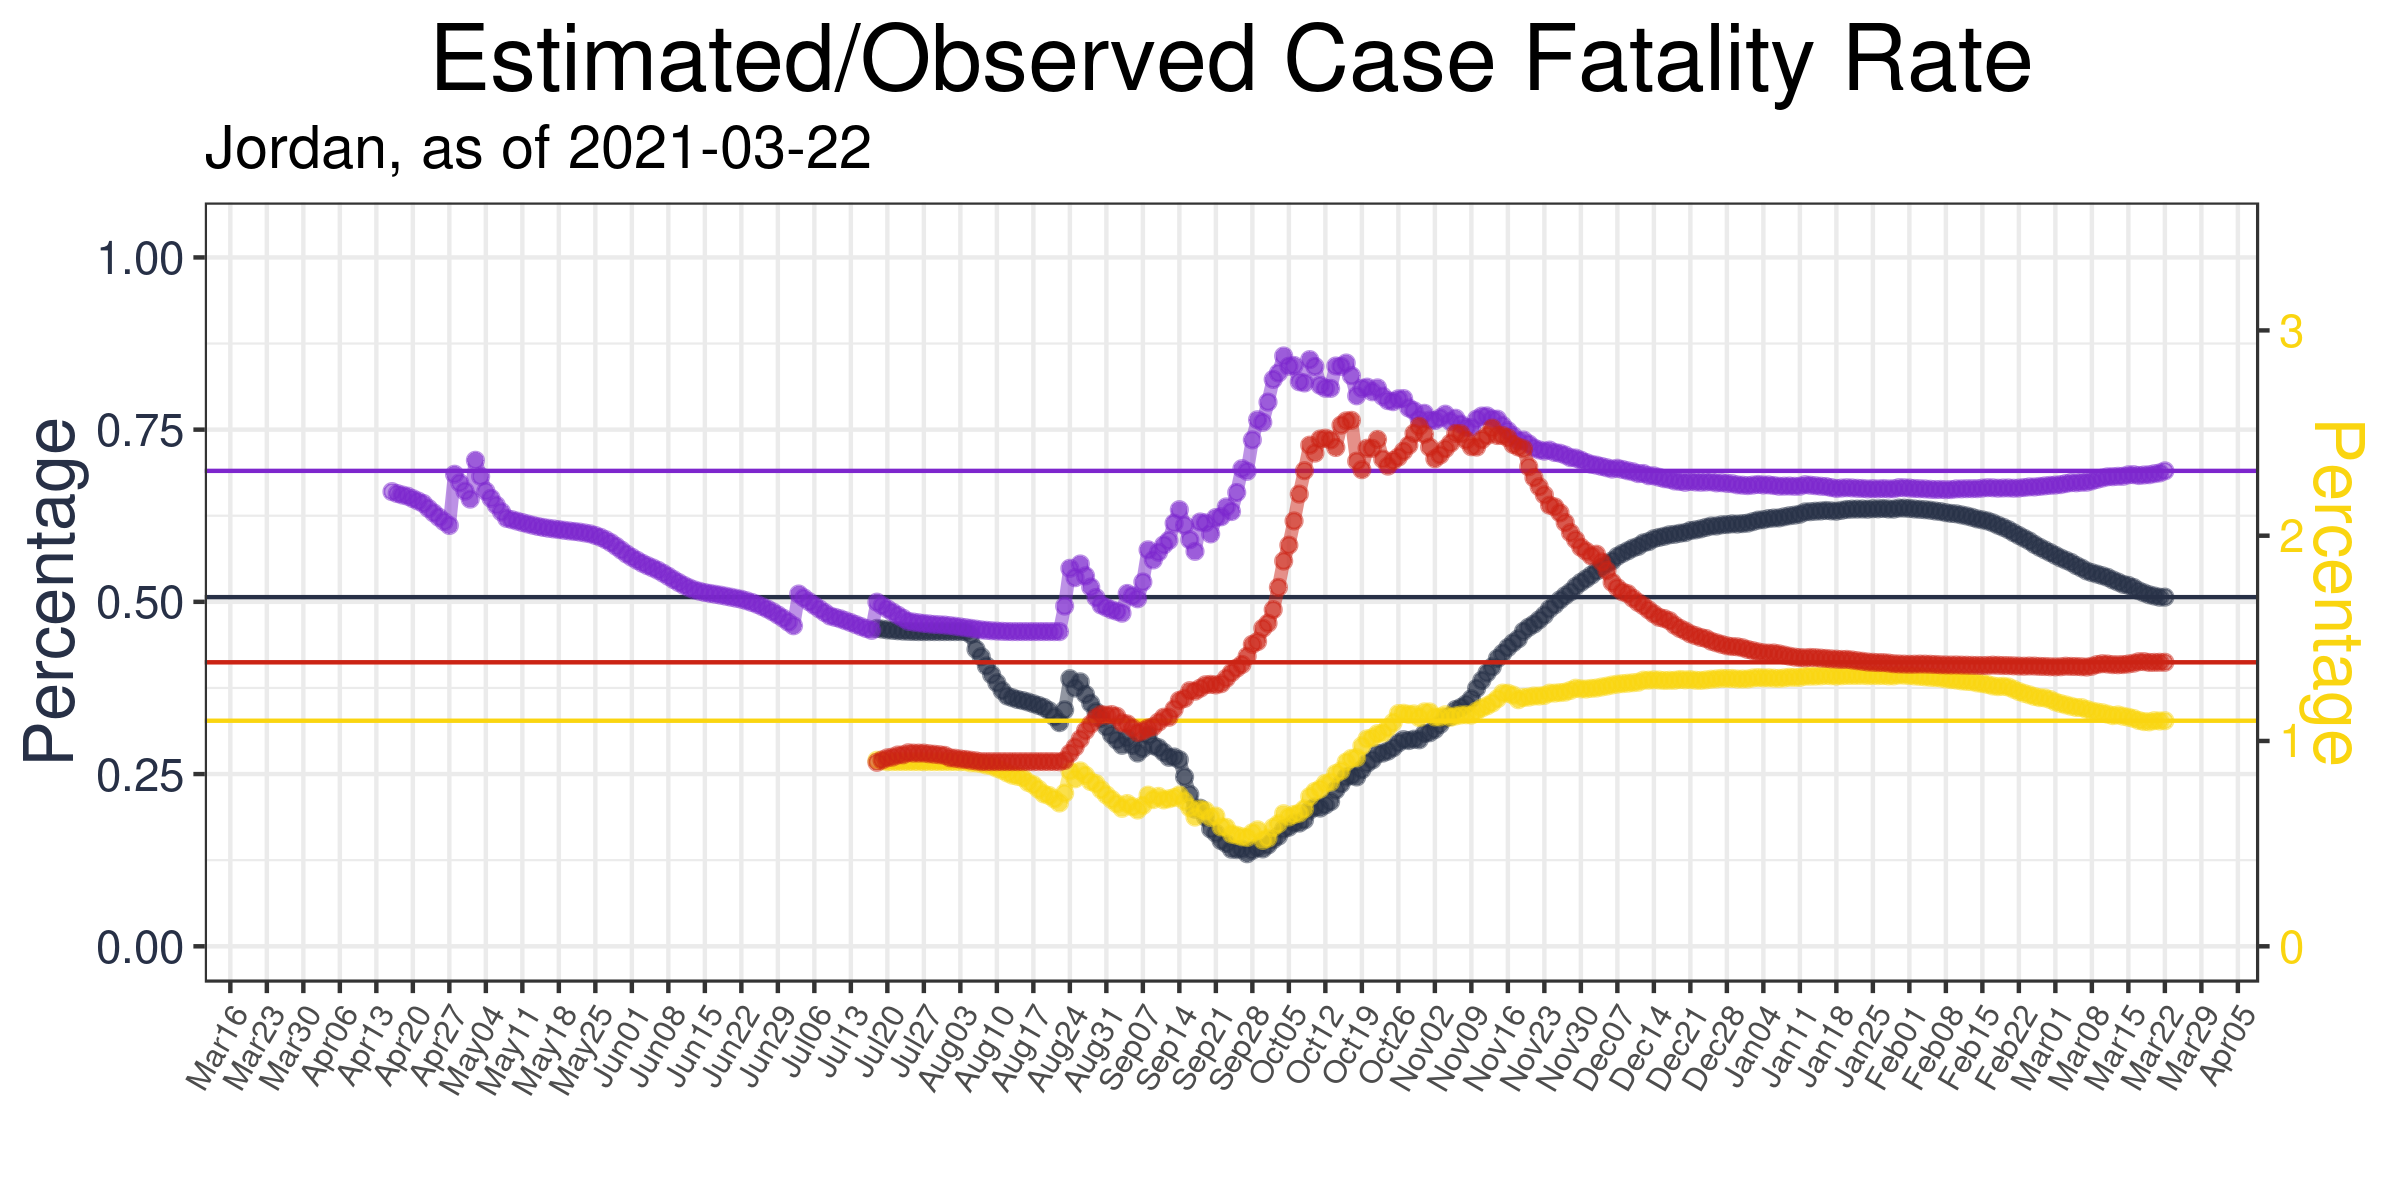 Estimated/Observed Case Fatality Rate
Jordan, as of 2021-03-22
Percentage
1.00
0.75
0.50
0.25
0.00
3
2
1
0
Percentage
Mar16 Mar23 Mar30 Apr06 Apr13 Apr20 Apr27 May04 May11 May18 May25 Jun01 Jun08 Jun15 Jun22 Jun29 Jul06 Jul13 Jul20 Jul27 Aug03 Aug10 Aug17 Aug24 Aug31 Sep07 Sep14 Sep21 Sep28 Oct05 Oct12 Oct19 Oct26 Nov02 Nov09 Nov16 Nov23 Nov30 Dec07 Dec14 Dec21 Dec28 Dec28 Jan04 Jan11 Jan18 Jan25 Feb01 Feb08 Feb15 Feb22 Mar01 Mar08 Mar15 Mar22 Mar29 Apr05